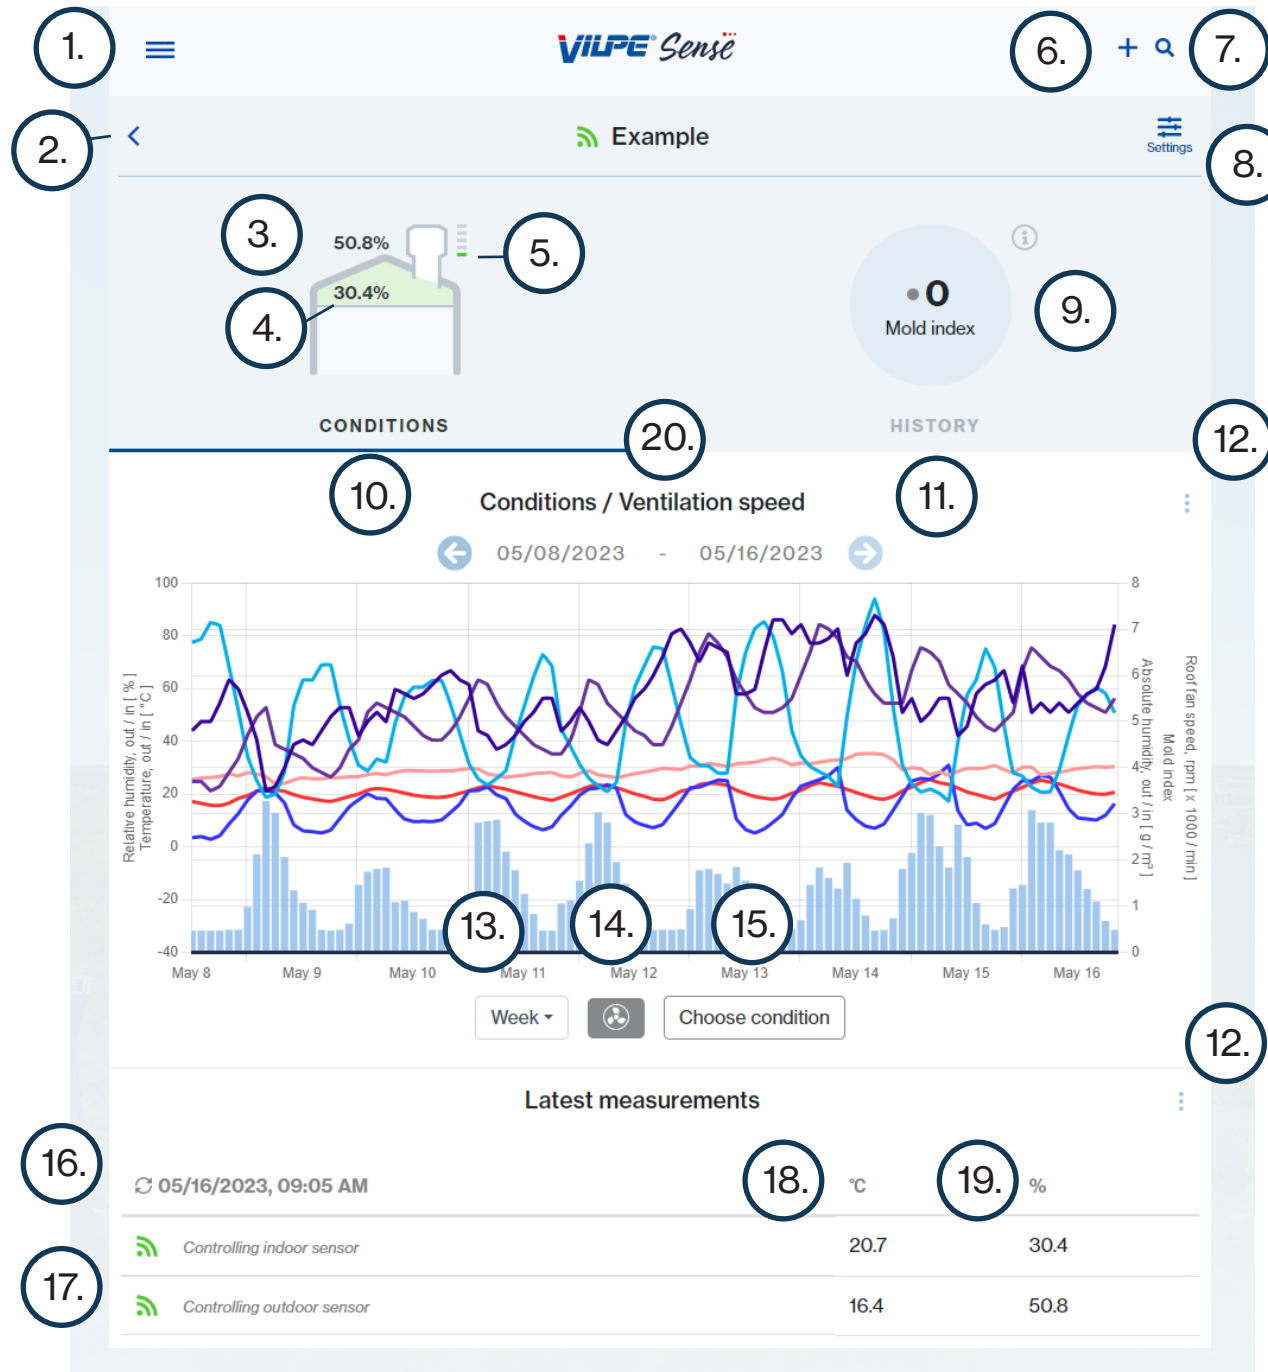 1.
VILPE® Sense
6.
7.
2.
Example
Settings
8.
3.
50.8%
5.
30.4%
4.
0
Mold index
9.
CONDITIONS
20.
HISTORY
12.
10.
Conditions / Ventilation speed
11.
05/08/2023 - 05/16/2023
100
80
60
40
20
0
-20
-40
Relative humidity, out / in [ % ]
Temperature, out / in [ °C ]
8
7
6
5
4
3
2
1
0
Absolute humidity, out / in [ g / m³ ]
Mold index
Roof fan speed, rpm [ x 1000 / min ]
13.
14.
15.
May 8 May 9 May 10 May 11 May 12 May 13 May 14 May 15 May 16
Week
Choose condition
12.
Latest measurements
16.
05/16/2023, 09:05 AM
18.
°C
19.
%
Controlling indoor sensor 20.7 30.4
17.
Controlling outdoor sensor 16.4 50.8